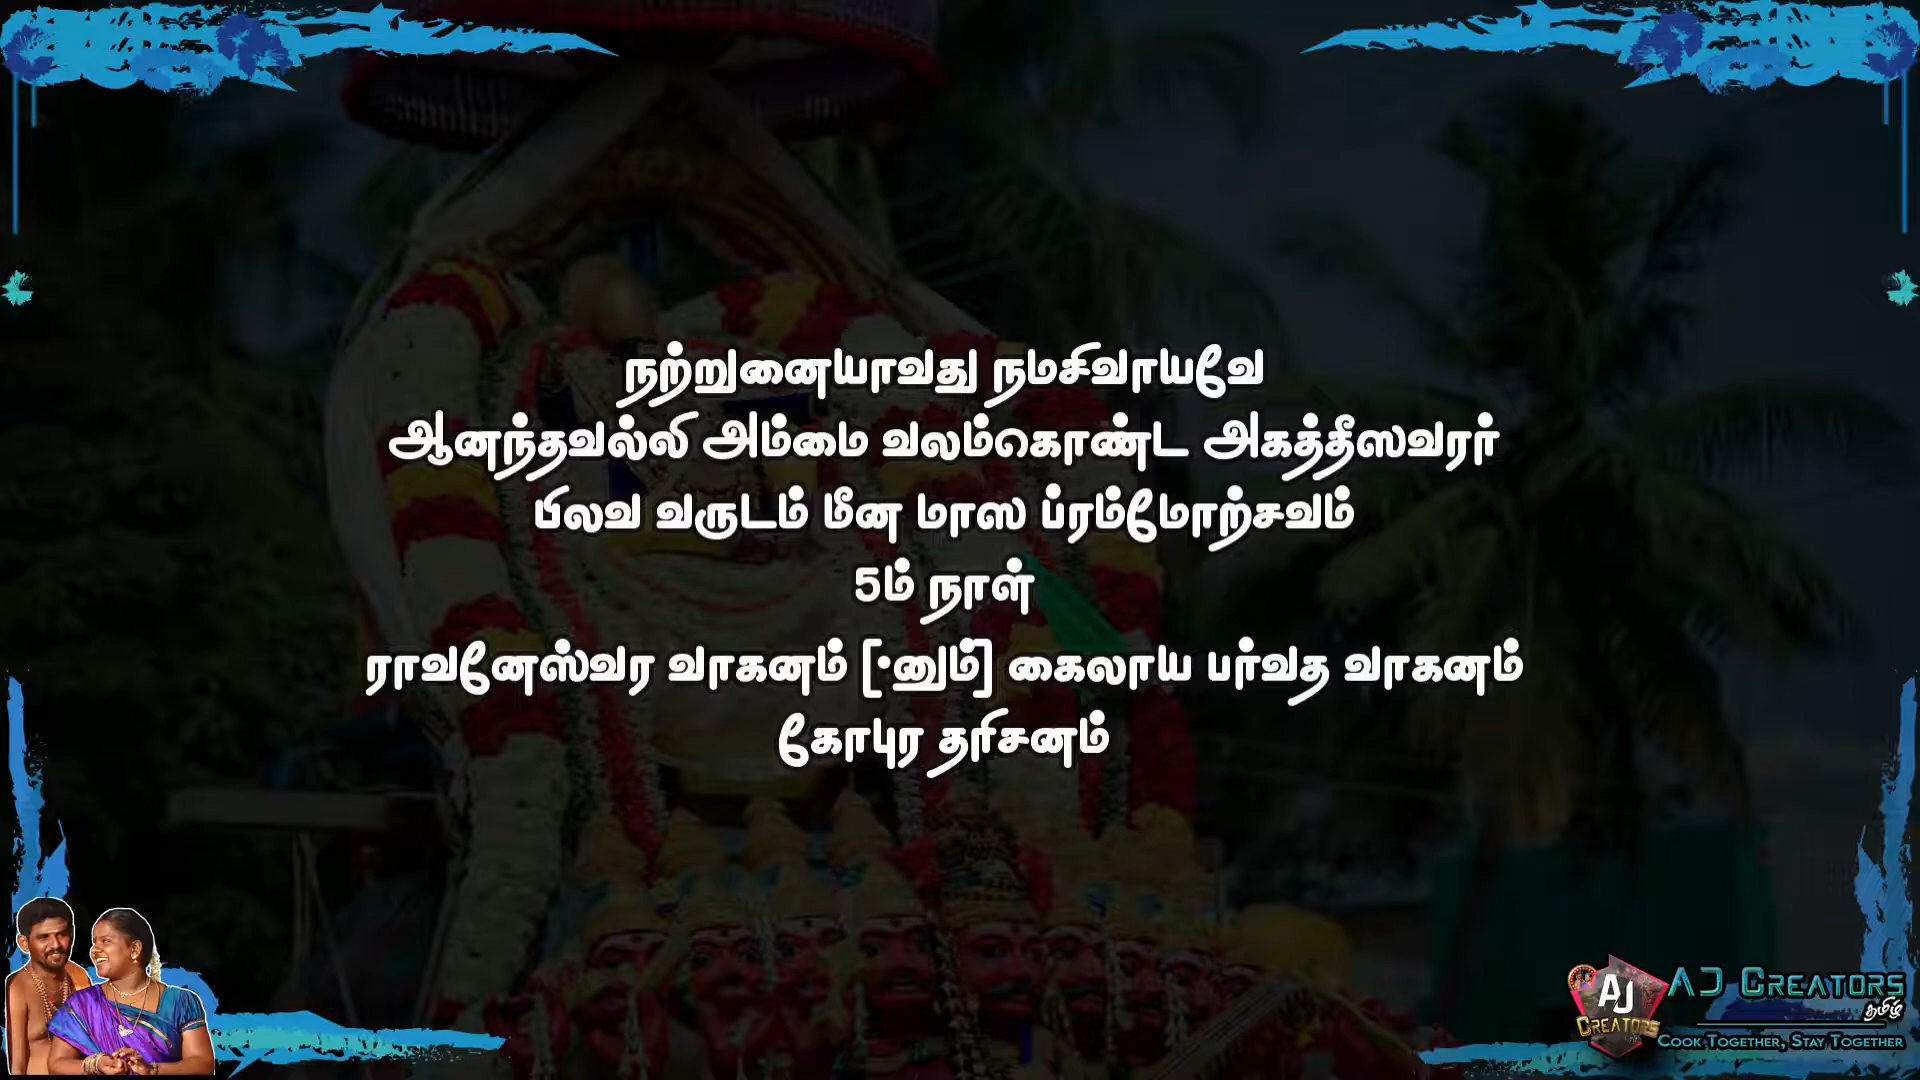 நற்றுனையாவது நமசிவாயவே
ஆனந்தவல்லி அம்மை வலம்கொண்ட அகத்தீஸவரர்
பிலவ வருடம் மீன மாஸ ப்ரம்மோற்சவம்
5ம் நாள்
ராவனேஸ்வர வாகனம் [·னும்] கைலாய பர்வத வாகனம்
கோபுர தரிசனம்
AJ CREATORS
AJ CREATORS
தமிழ்
COOK TOGETHER, STAY TOGETHER